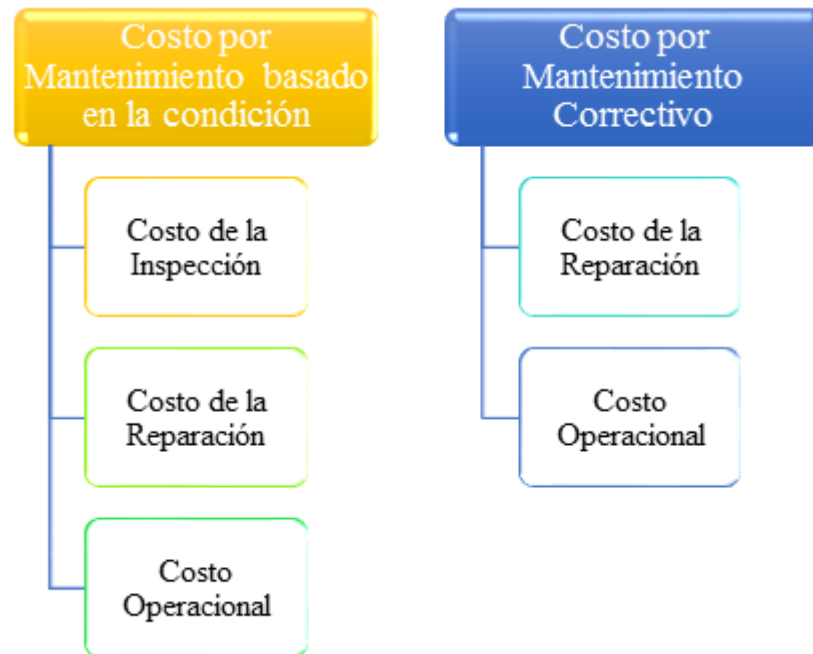 Costo por
Mantenimiento basado
en la condición
Costo de la
Inspección
Costo de la
Reparación
Costo
Operacional
Costo por
Mantenimiento
Correctivo
Costo de la
Reparación
Costo
Operacional